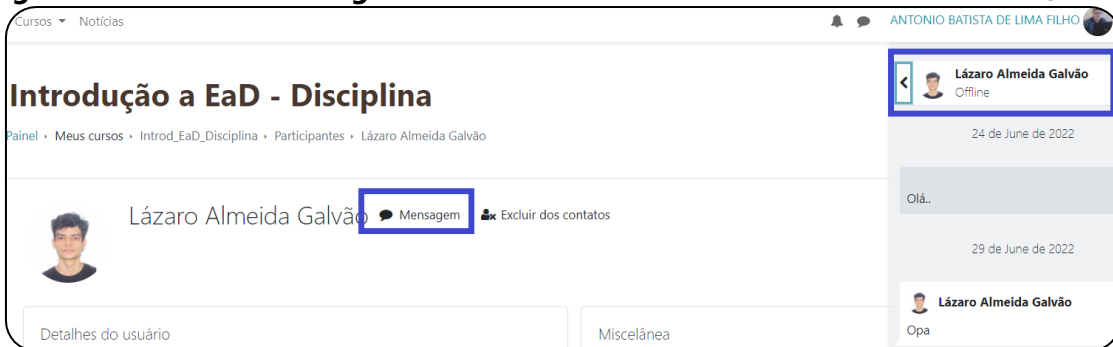 Cursos Notícias
ANTONIO BATISTA DE LIMA FILHO
Introdução a EaD - Disciplina
Painel Meus cursos Introd_EaD_Disciplina Participantes Lázaro Almeida Galvão
Lázaro Almeida Galvão Mensagem Excluir dos contatos
Detalhes do usuário
Miscelânea
Lázaro Almeida Galvão
Offline
24 de June de 2022
Olá..
29 de June de 2022
Lázaro Almeida Galvão
Opa